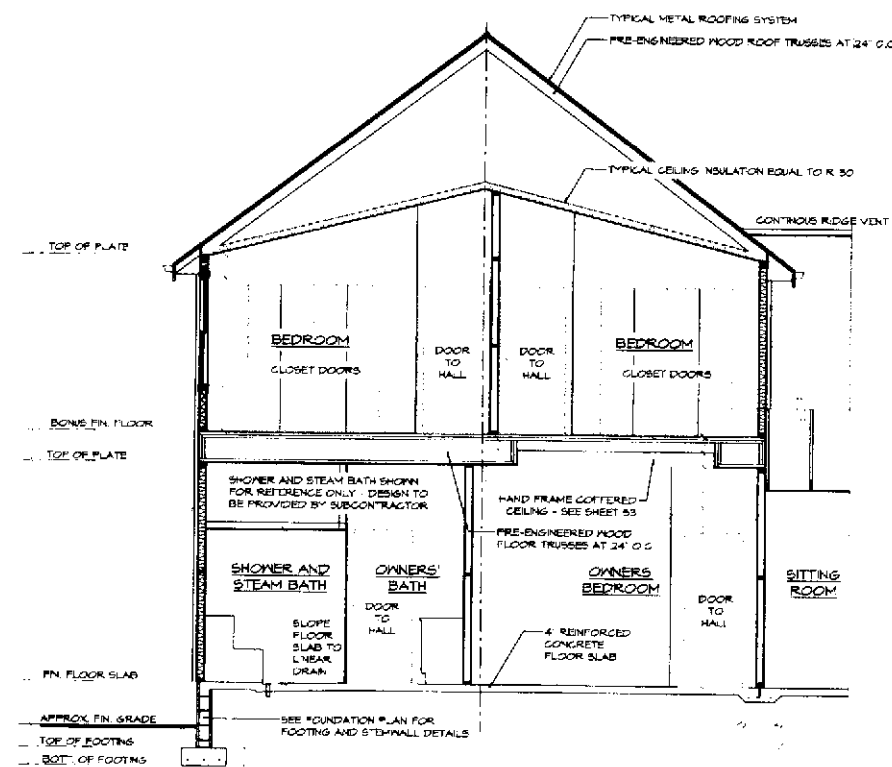 TYPICAL METAL ROOFING SYSTEM
PRE-ENGINEERED WOOD ROOF TRUSSES AT 24" O.C
TYPICAL CEILING INSULATION EQUAL TO R 30
CONTINOUS RIDGE VENT
TOP OF PLATE
BEDROOM
CLOSET DOORS
DOOR
TO
HALL
DOOR
TO
HALL
BEDROOM
CLOSET DOORS
BONUS FIN. FLOOR
TOP OF PLATE
SHOWER AND STEAM BATH SHOWN
FOR REFERENCE ONLY - DESIGN TO
BE PROVIDED BY SUBCONTRACTOR
HAND FRAME COFFERED
CEILING - SEE SHEET S3
PRE-ENGINEERED WOOD
FLOOR TRUSSES AT 24" O.C
SHOWER AND
STEAM BATH
OWNERS'
BATH
OWNERS
BEDROOM
SITTING
ROOM
DOOR
TO
HALL
DOOR
TO
HALL
SLOPE
FLOOR
SLAB TO
LINEAR
DRAIN
4" REINFORCED
CONCRETE
FLOOR SLAB
FIN. FLOOR SLAB
APPROX. FIN. GRADE
SEE FOUNDATION PLAN FOR
FOOTING AND STEMWALL DETAILS
TOP OF FOOTING
BOTT. OF FOOTING